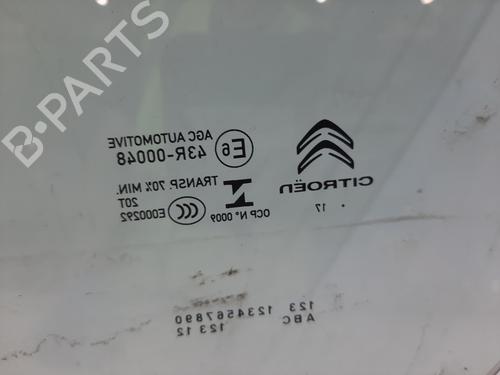 B-PARTS
AGC AUTOMOTIVE
E6 43R-00048
CITROËN
. 17
TRANSP. 70% MIN.
20T
CCC E000292
OCP N° 0009
123 1234567890
ABC 123 12